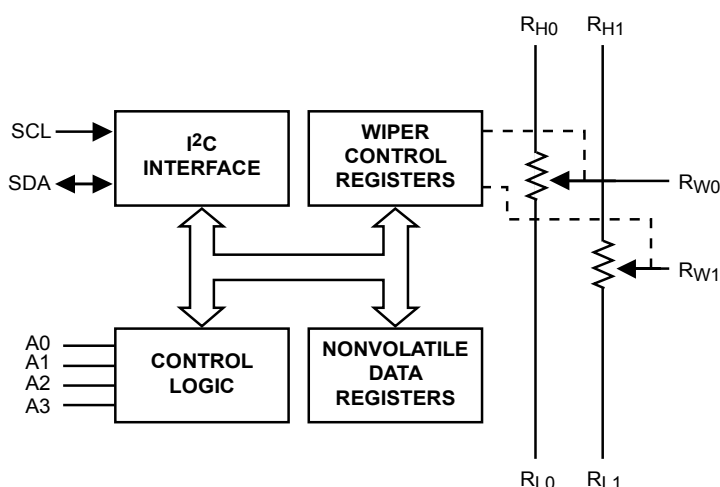 RH0 RH1
SCL
SDA
I²C
INTERFACE
WIPER
CONTROL
REGISTERS
RW0
RW1
A0
A1
A2
A3
CONTROL
LOGIC
NONVOLATILE
DATA
REGISTERS
RL0 RL1